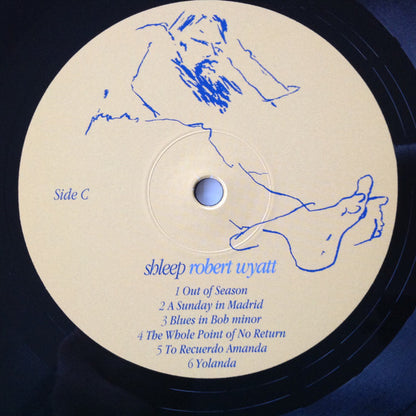 Side C
shleep robert wyatt
1 Out of Season
2 A Sunday in Madrid
3 Blues in Bob minor
4 The Whole Point of No Return
5 To Recuerdo Amanda
6 Yolanda